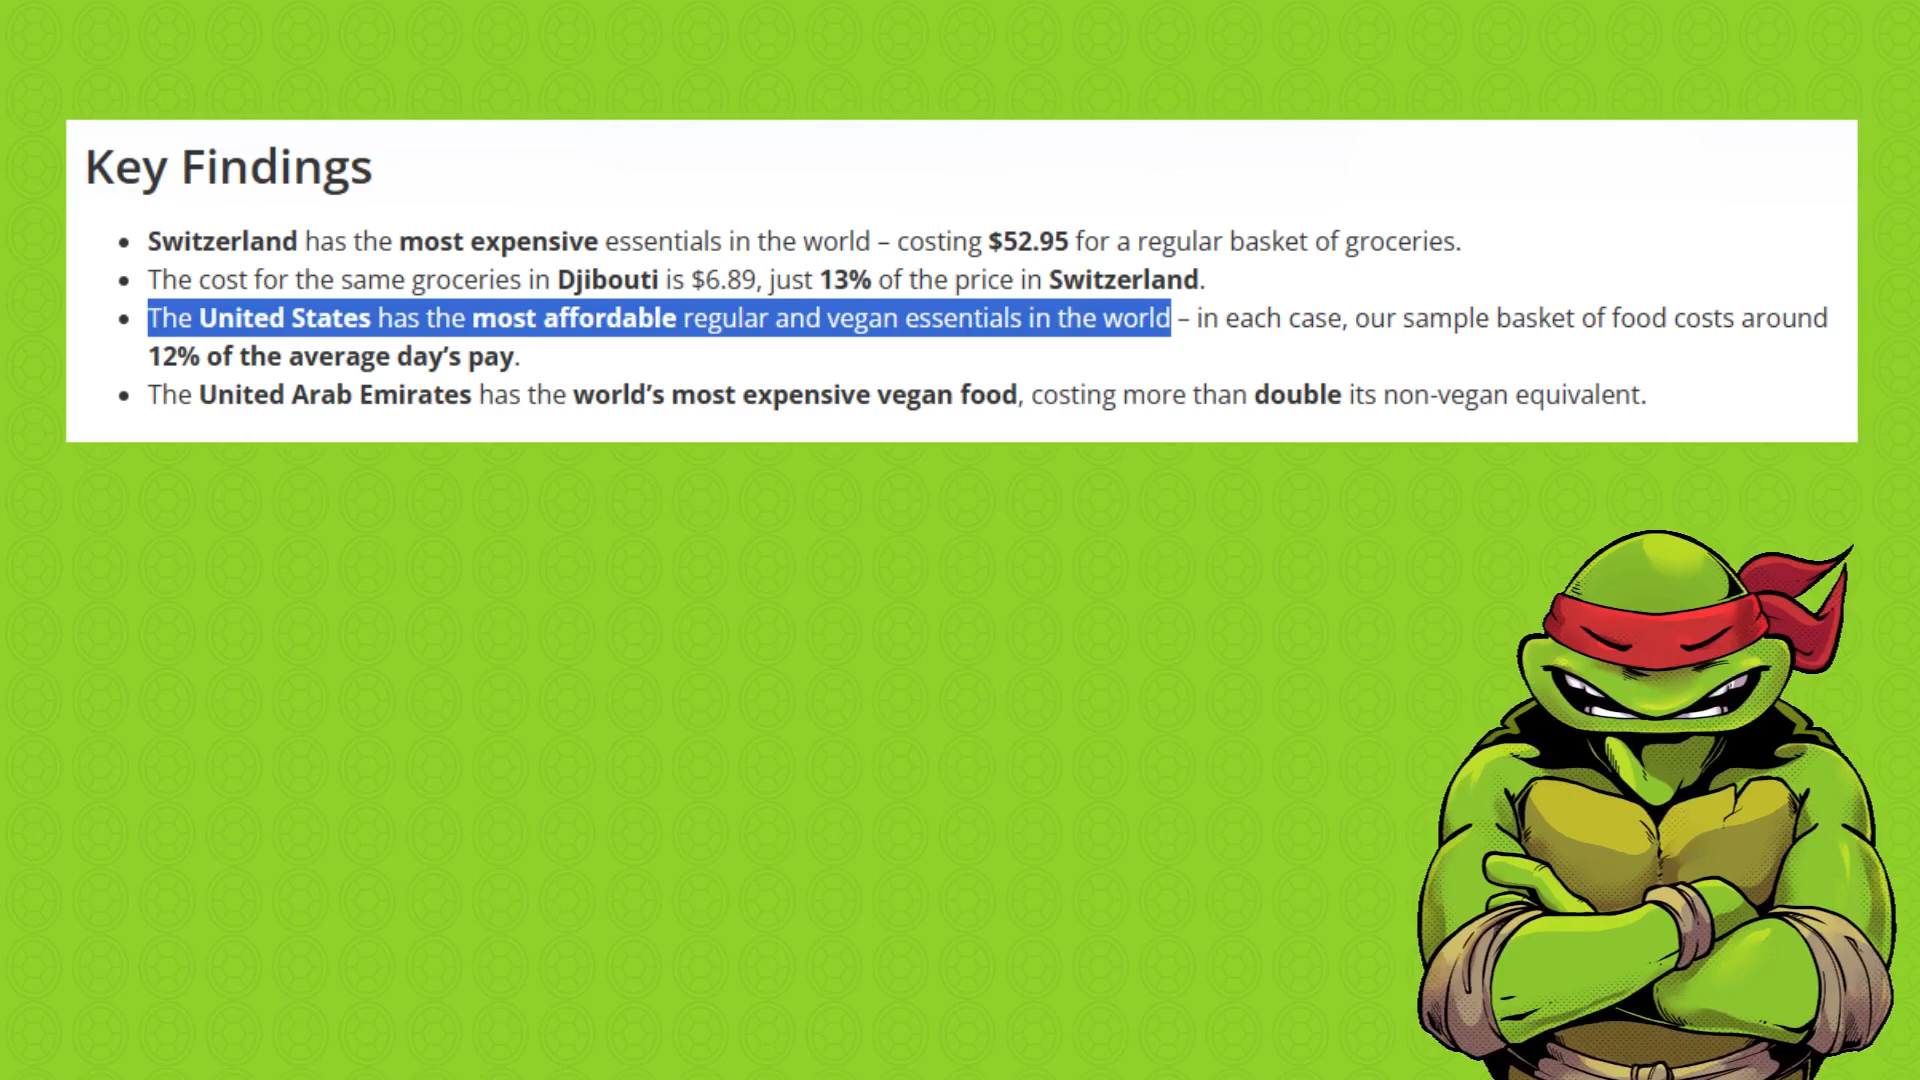 Key Findings
• Switzerland has the most expensive essentials in the world – costing $52.95 for a regular basket of groceries.
• The cost for the same groceries in Djibouti is $6.89, just 13% of the price in Switzerland.
• The United States has the most affordable regular and vegan essentials in the world – in each case, our sample basket of food costs around
12% of the average day’s pay.
• The United Arab Emirates has the world’s most expensive vegan food, costing more than double its non-vegan equivalent.